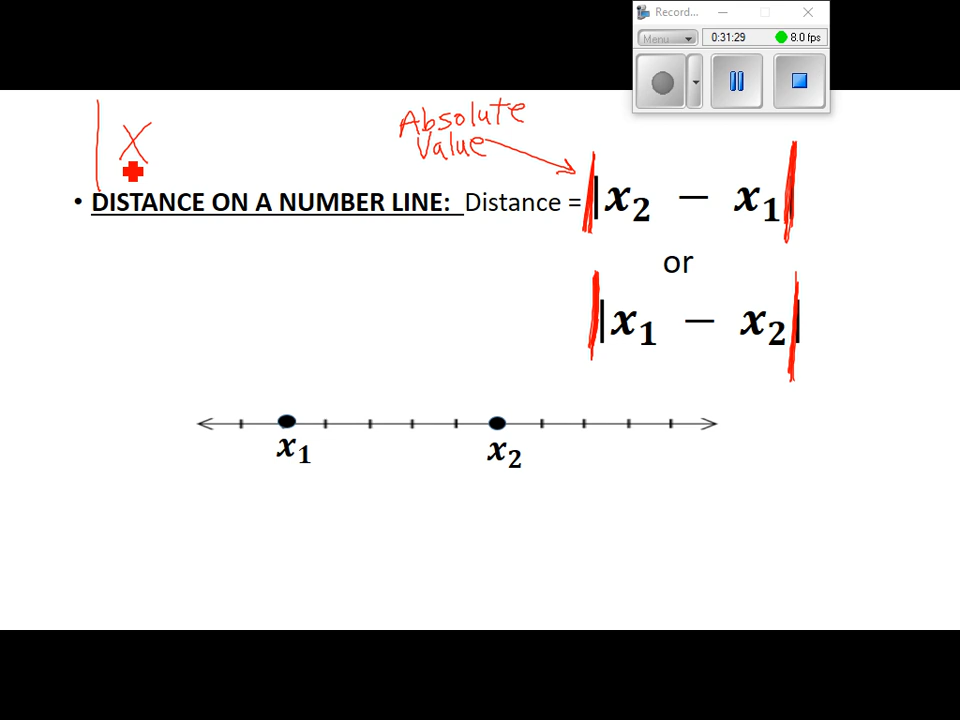 Record...
Menu 0:31:29 8.0 fps
|x
Absolute
Value
• DISTANCE ON A NUMBER LINE: Distance = |x₂ − x₁|
or
|x₁ − x₂|
x₁ x₂